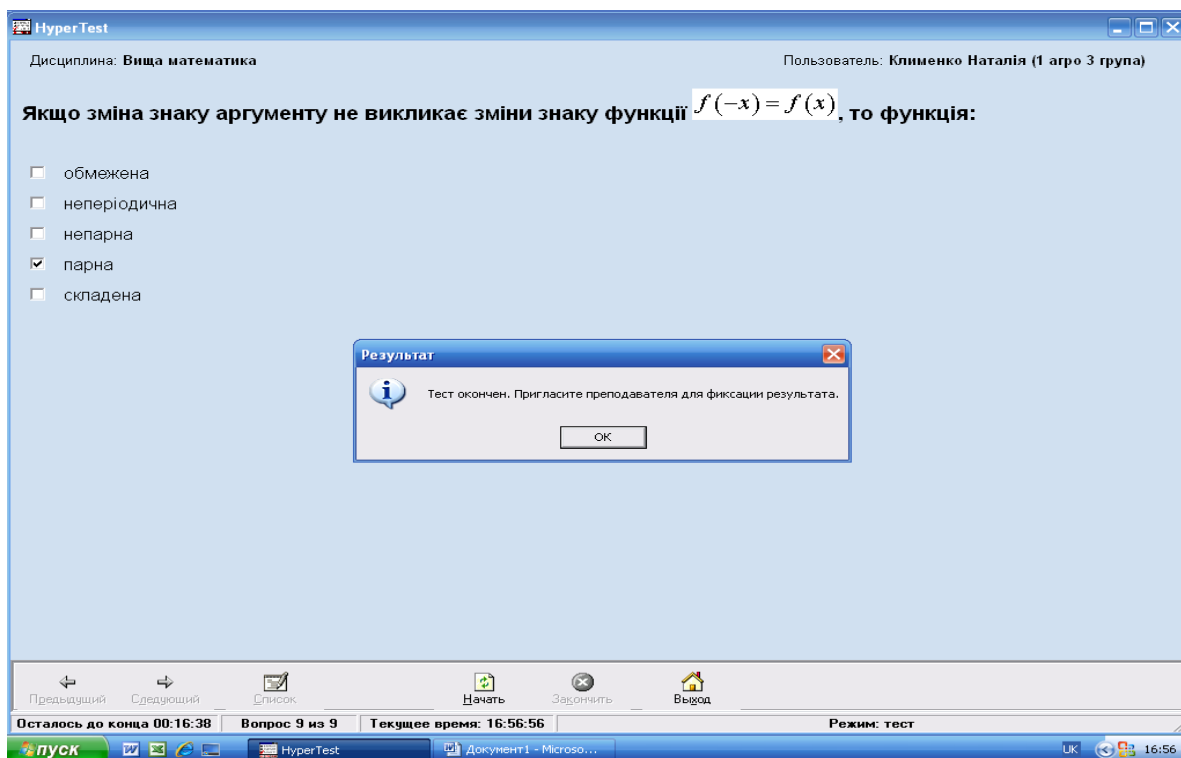 HyperTest
Дисциплина: Вища математика Пользователь: Клименко Наталія (1 агро 3 група)
Якщо зміна знаку аргументу не викликає зміни знаку функції f(−x) = f(x), то функція:
обмежена
неперіодична
непарна
парна
складена
Результат
Тест окончен. Пригласите преподавателя для фиксации результата.
ОК
Предыдущий Следующий Список Начать Закончить Выход
Осталось до конца 00:16:38 Вопрос 9 из 9 Текущее время: 16:56:56 Режим: тест
пуск HyperTest Документ1 - Microso... UK 16:56